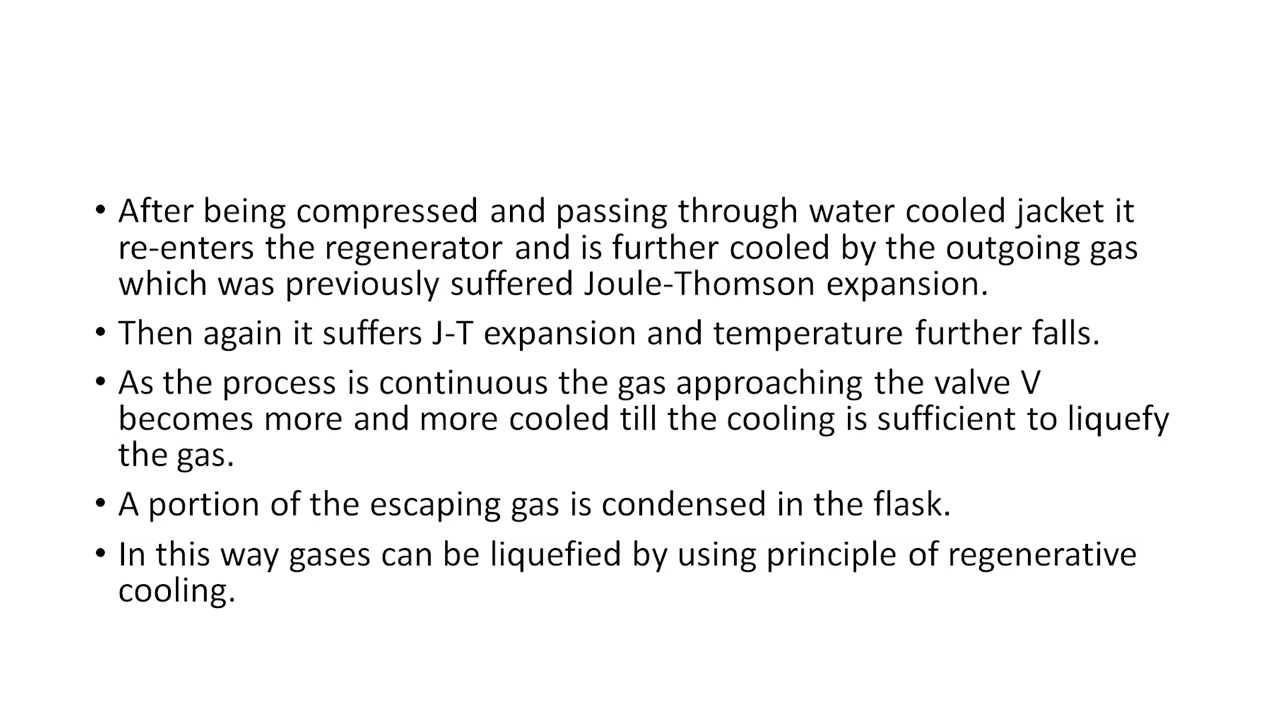 • After being compressed and passing through water cooled jacket it
re-enters the regenerator and is further cooled by the outgoing gas
which was previously suffered Joule-Thomson expansion.
• Then again it suffers J-T expansion and temperature further falls.
• As the process is continuous the gas approaching the valve V
becomes more and more cooled till the cooling is sufficient to liquefy
the gas.
• A portion of the escaping gas is condensed in the flask.
• In this way gases can be liquefied by using principle of regenerative
cooling.